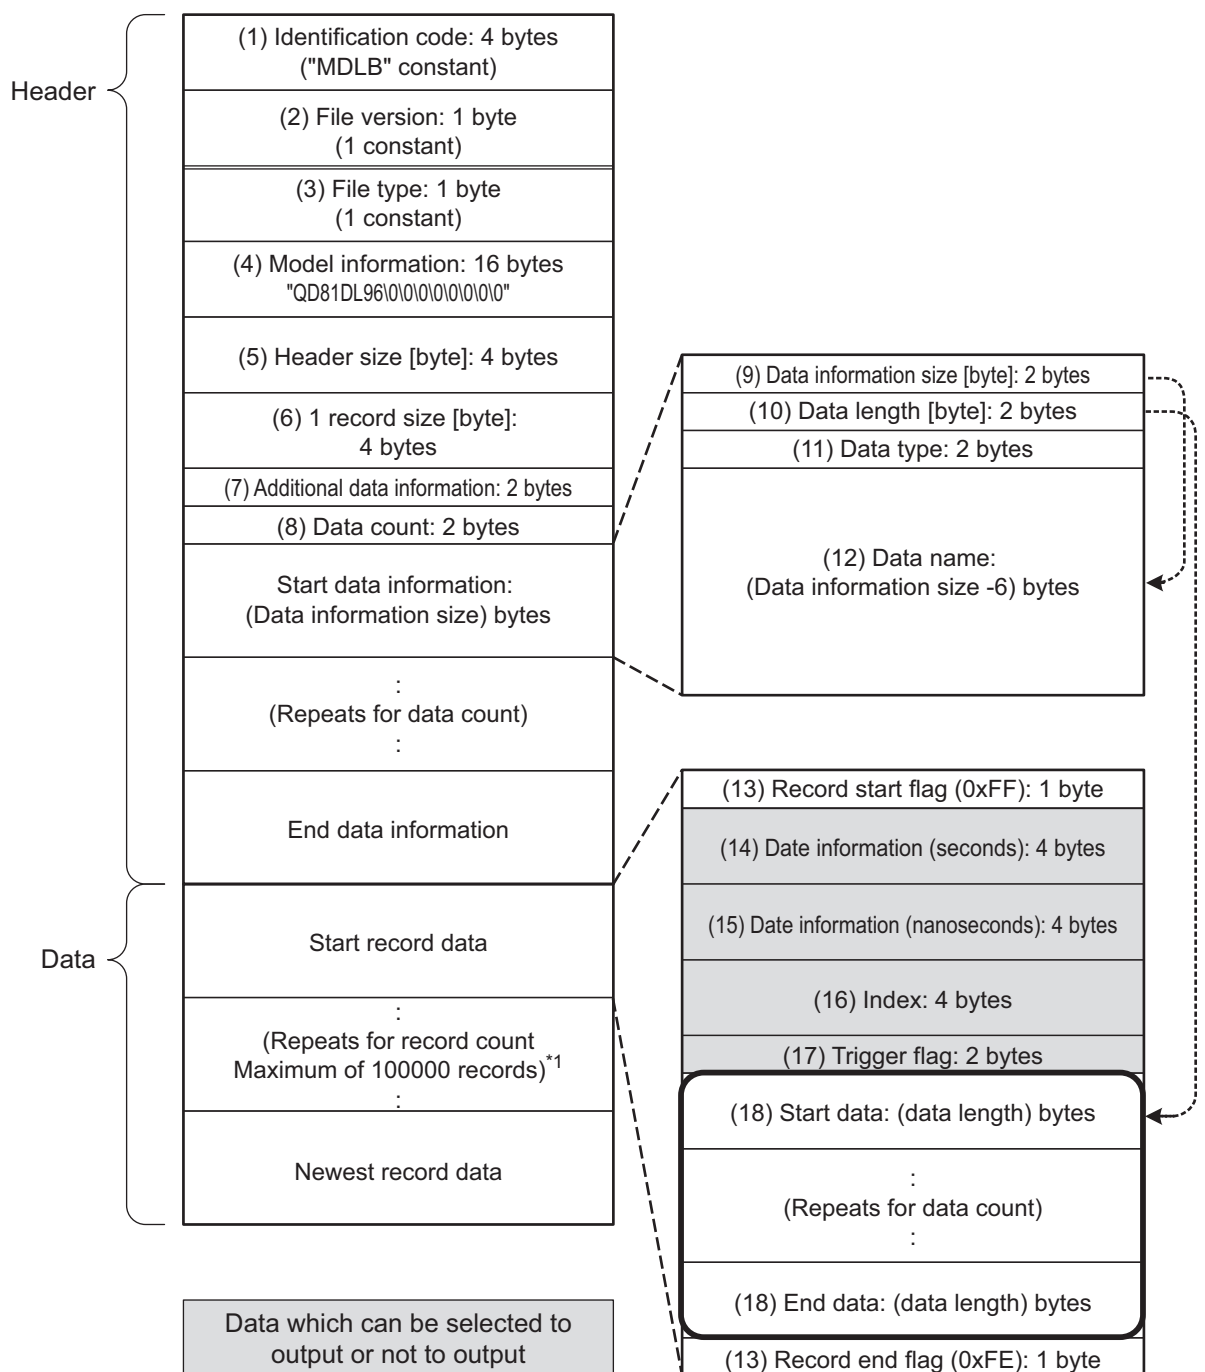 Header
(1) Identification code: 4 bytes
("MDLB" constant)
(2) File version: 1 byte
(1 constant)
(3) File type: 1 byte
(1 constant)
(4) Model information: 16 bytes
"QD81DL96\0\0\0\0\0\0\0\0"
(5) Header size [byte]: 4 bytes
(6) 1 record size [byte]:
4 bytes
(7) Additional data information: 2 bytes
(8) Data count: 2 bytes
Start data information:
(Data information size) bytes
:
(Repeats for data count)
:
End data information
(9) Data information size [byte]: 2 bytes
(10) Data length [byte]: 2 bytes
(11) Data type: 2 bytes
(12) Data name:
(Data information size -6) bytes
Data
Start record data
:
(Repeats for record count
Maximum of 100000 records)*1
:
Newest record data
(13) Record start flag (0xFF): 1 byte
(14) Date information (seconds): 4 bytes
(15) Date information (nanoseconds): 4 bytes
(16) Index: 4 bytes
(17) Trigger flag: 2 bytes
(18) Start data: (data length) bytes
:
(Repeats for data count)
:
(18) End data: (data length) bytes
(13) Record end flag (0xFE): 1 byte
Data which can be selected to
output or not to output